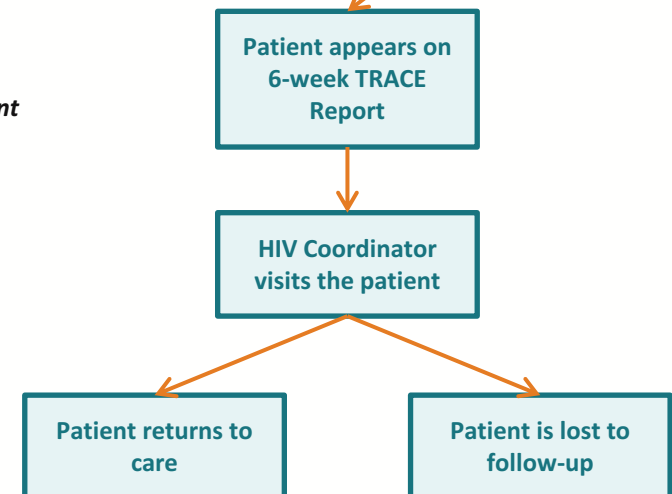 Patient appears on
6-week TRACE
Report
nt
HIV Coordinator
visits the patient
Patient returns to
care
Patient is lost to
follow-up